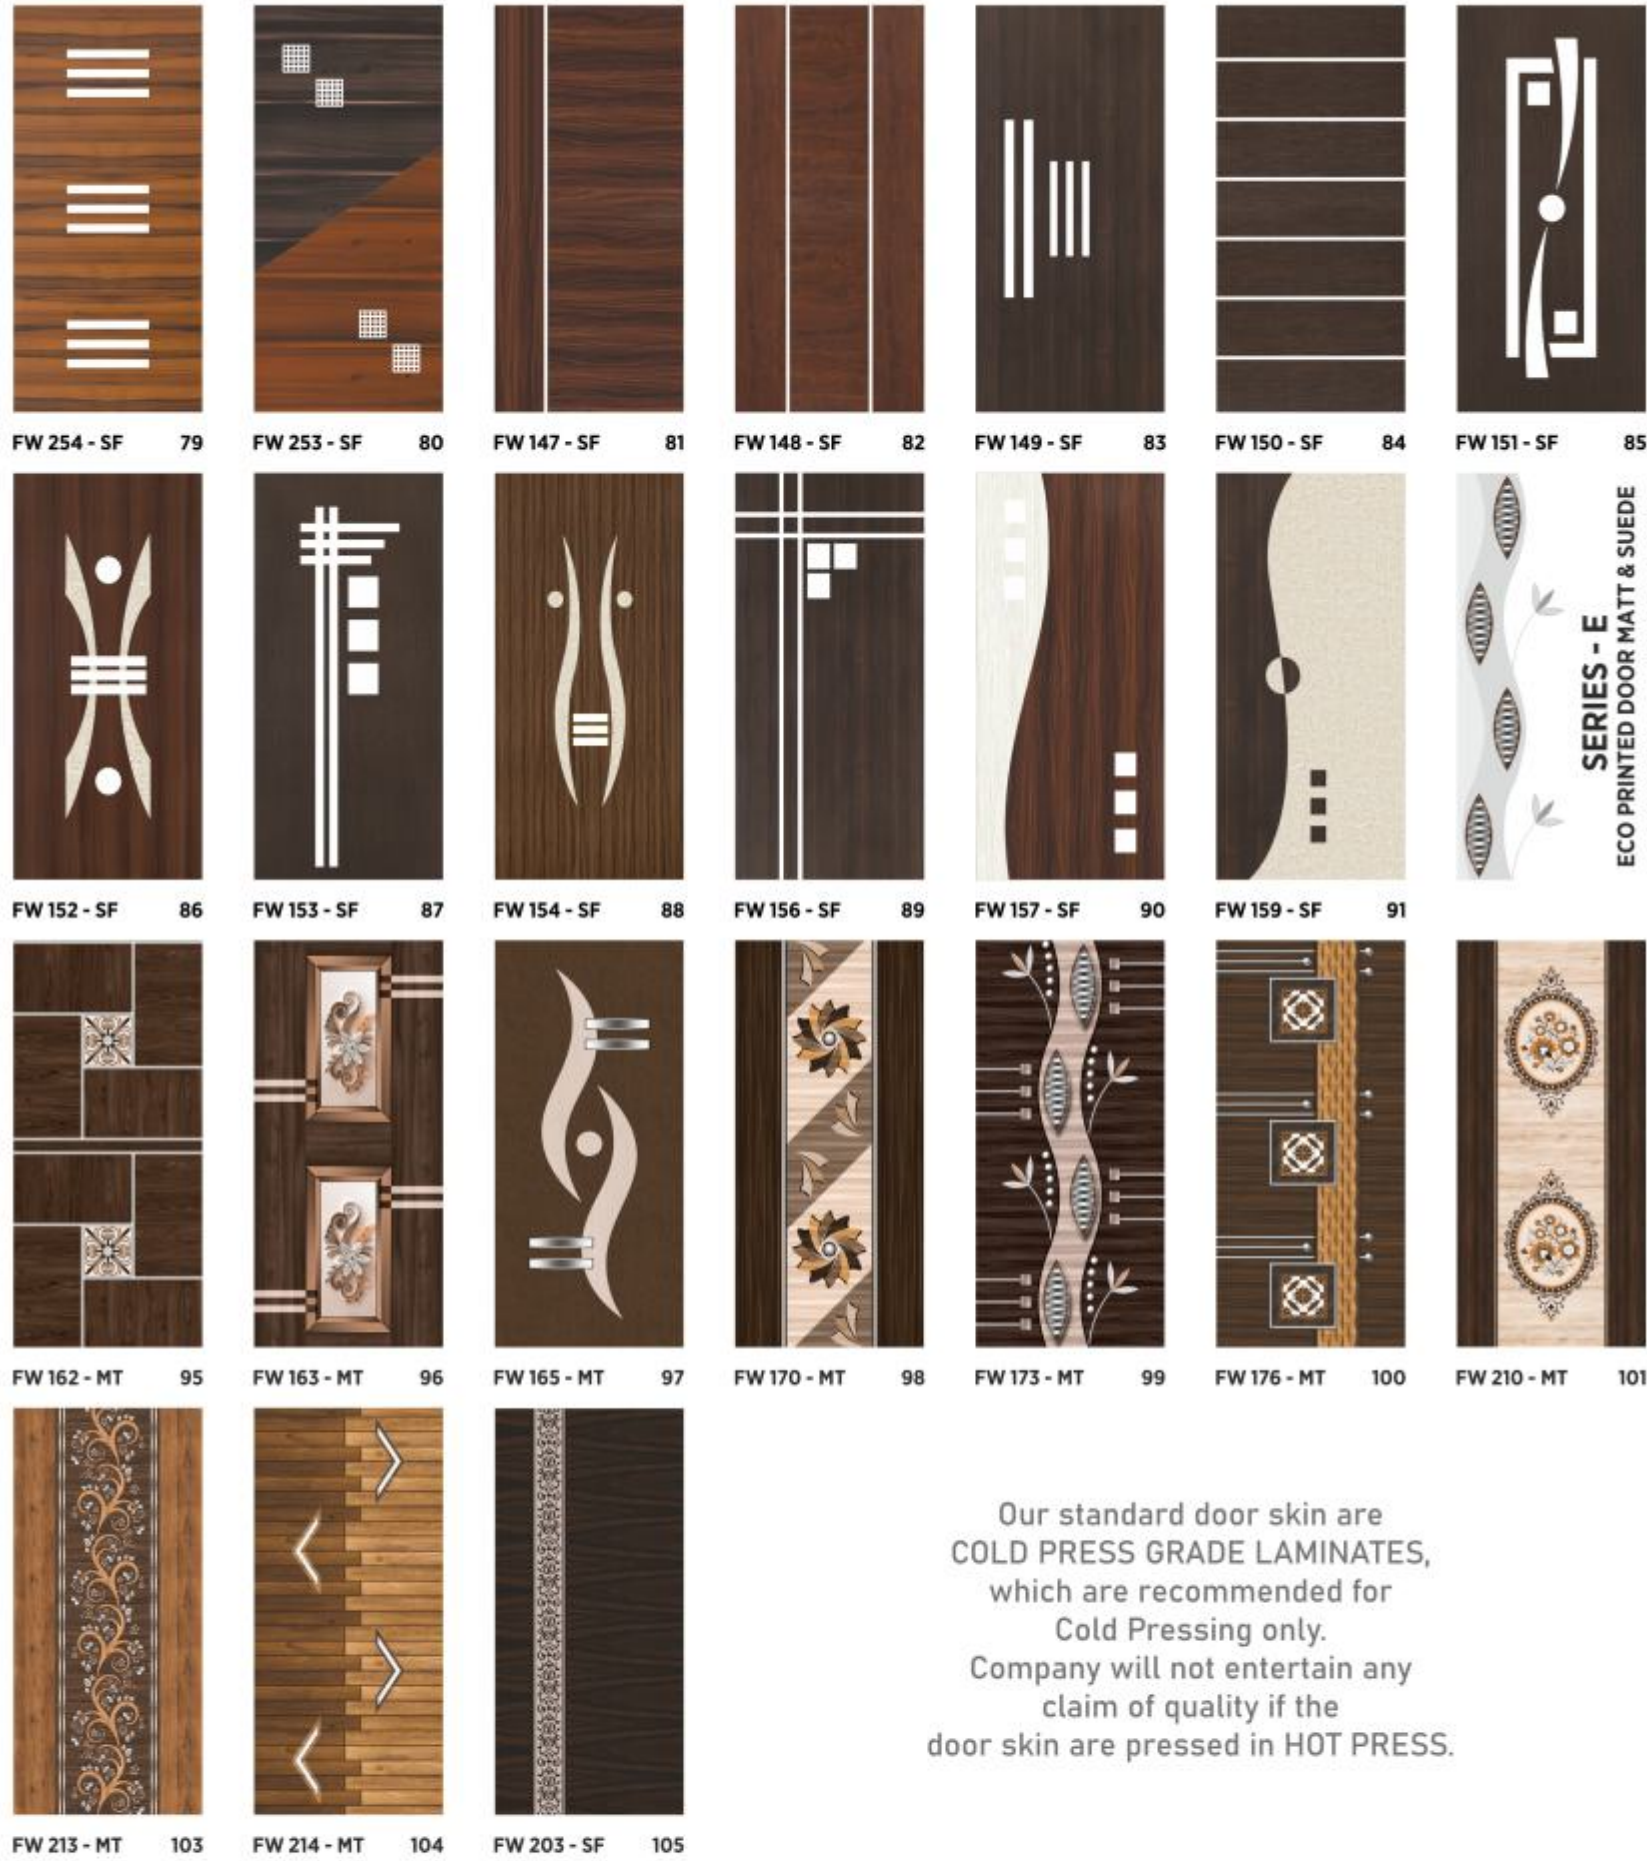 FW 254 - SF 79
FW 253 - SF 80
FW 147 - SF 81
FW 148 - SF 82
FW 149 - SF 83
FW 150 - SF 84
FW 151 - SF 85
FW 152 - SF 86
FW 153 - SF 87
FW 154 - SF 88
FW 156 - SF 89
FW 157 - SF 90
FW 159 - SF 91
SERIES - E
ECO PRINTED DOOR MATT & SUEDE
FW 162 - MT 95
FW 163 - MT 96
FW 165 - MT 97
FW 170 - MT 98
FW 173 - MT 99
FW 176 - MT 100
FW 210 - MT 101
FW 213 - MT 103
FW 214 - MT 104
FW 203 - SF 105
Our standard door skin are
COLD PRESS GRADE LAMINATES,
which are recommended for
Cold Pressing only.
Company will not entertain any
claim of quality if the
door skin are pressed in HOT PRESS.